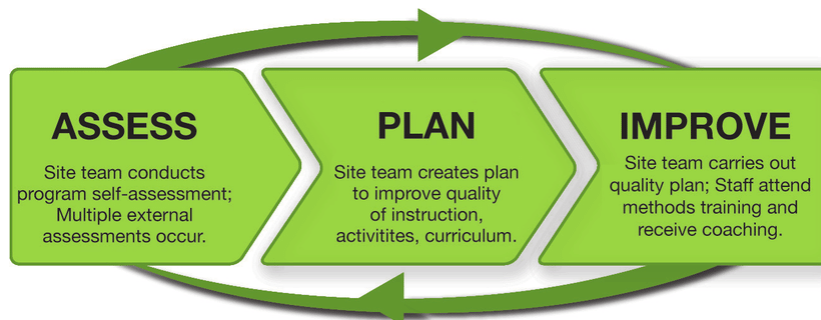 ASSESS
Site team conducts
program self-assessment;
Multiple external
assessments occur.
PLAN
Site team creates plan
to improve quality
of instruction,
activitites, curriculum.
IMPROVE
Site team carries out
quality plan; Staff attend
methods training and
receive coaching.